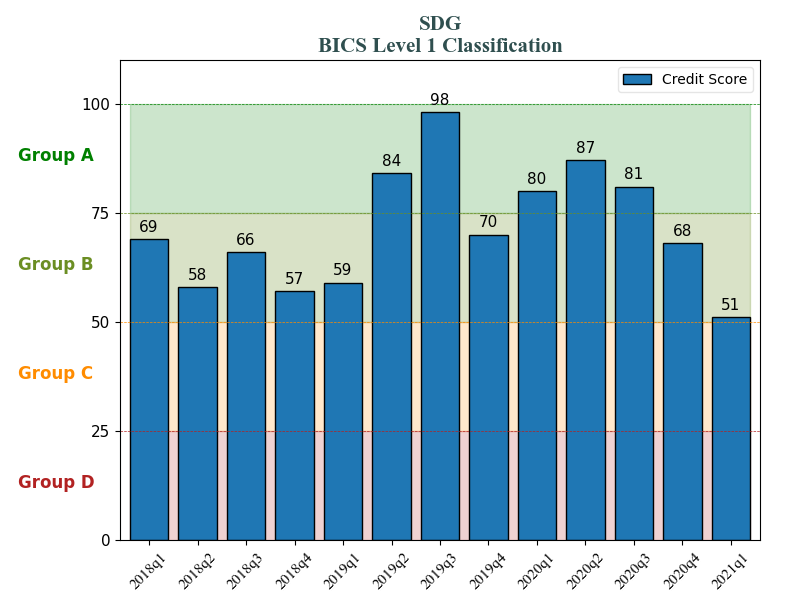 SDG
BICS Level 1 Classification
Credit Score
100
75
50
25
0
Group A
Group B
Group C
Group D
69
58
66
57
59
84
98
70
80
87
81
68
51
2018q1
2018q2
2018q3
2018q4
2019q1
2019q2
2019q3
2019q4
2020q1
2020q2
2020q3
2020q4
2021q1